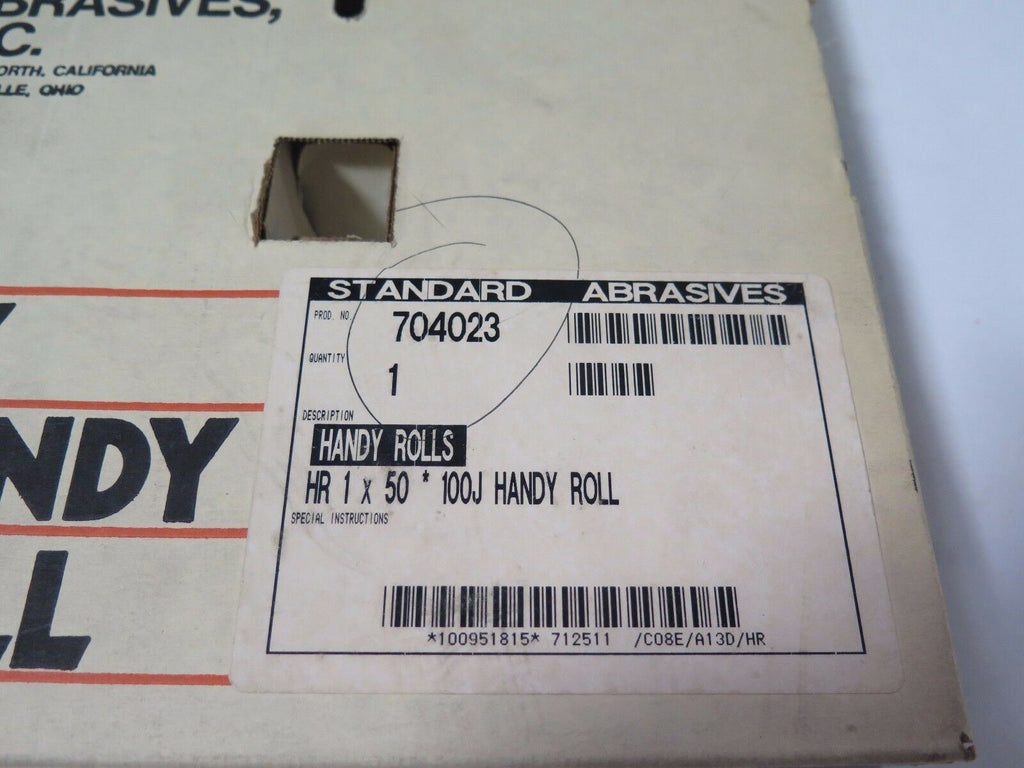 BRASIVES,
C.
ORTH, CALIFORNIA
LLE, OHIO
STANDARD ABRASIVES
PROD. NO. 704023
QUANTITY
1
DESCRIPTION
HANDY ROLLS
HR 1 X 50 * 100J HANDY ROLL
SPECIAL INSTRUCTIONS
*100951815* 712511 /C08E/A13D/HR
NDY
LL